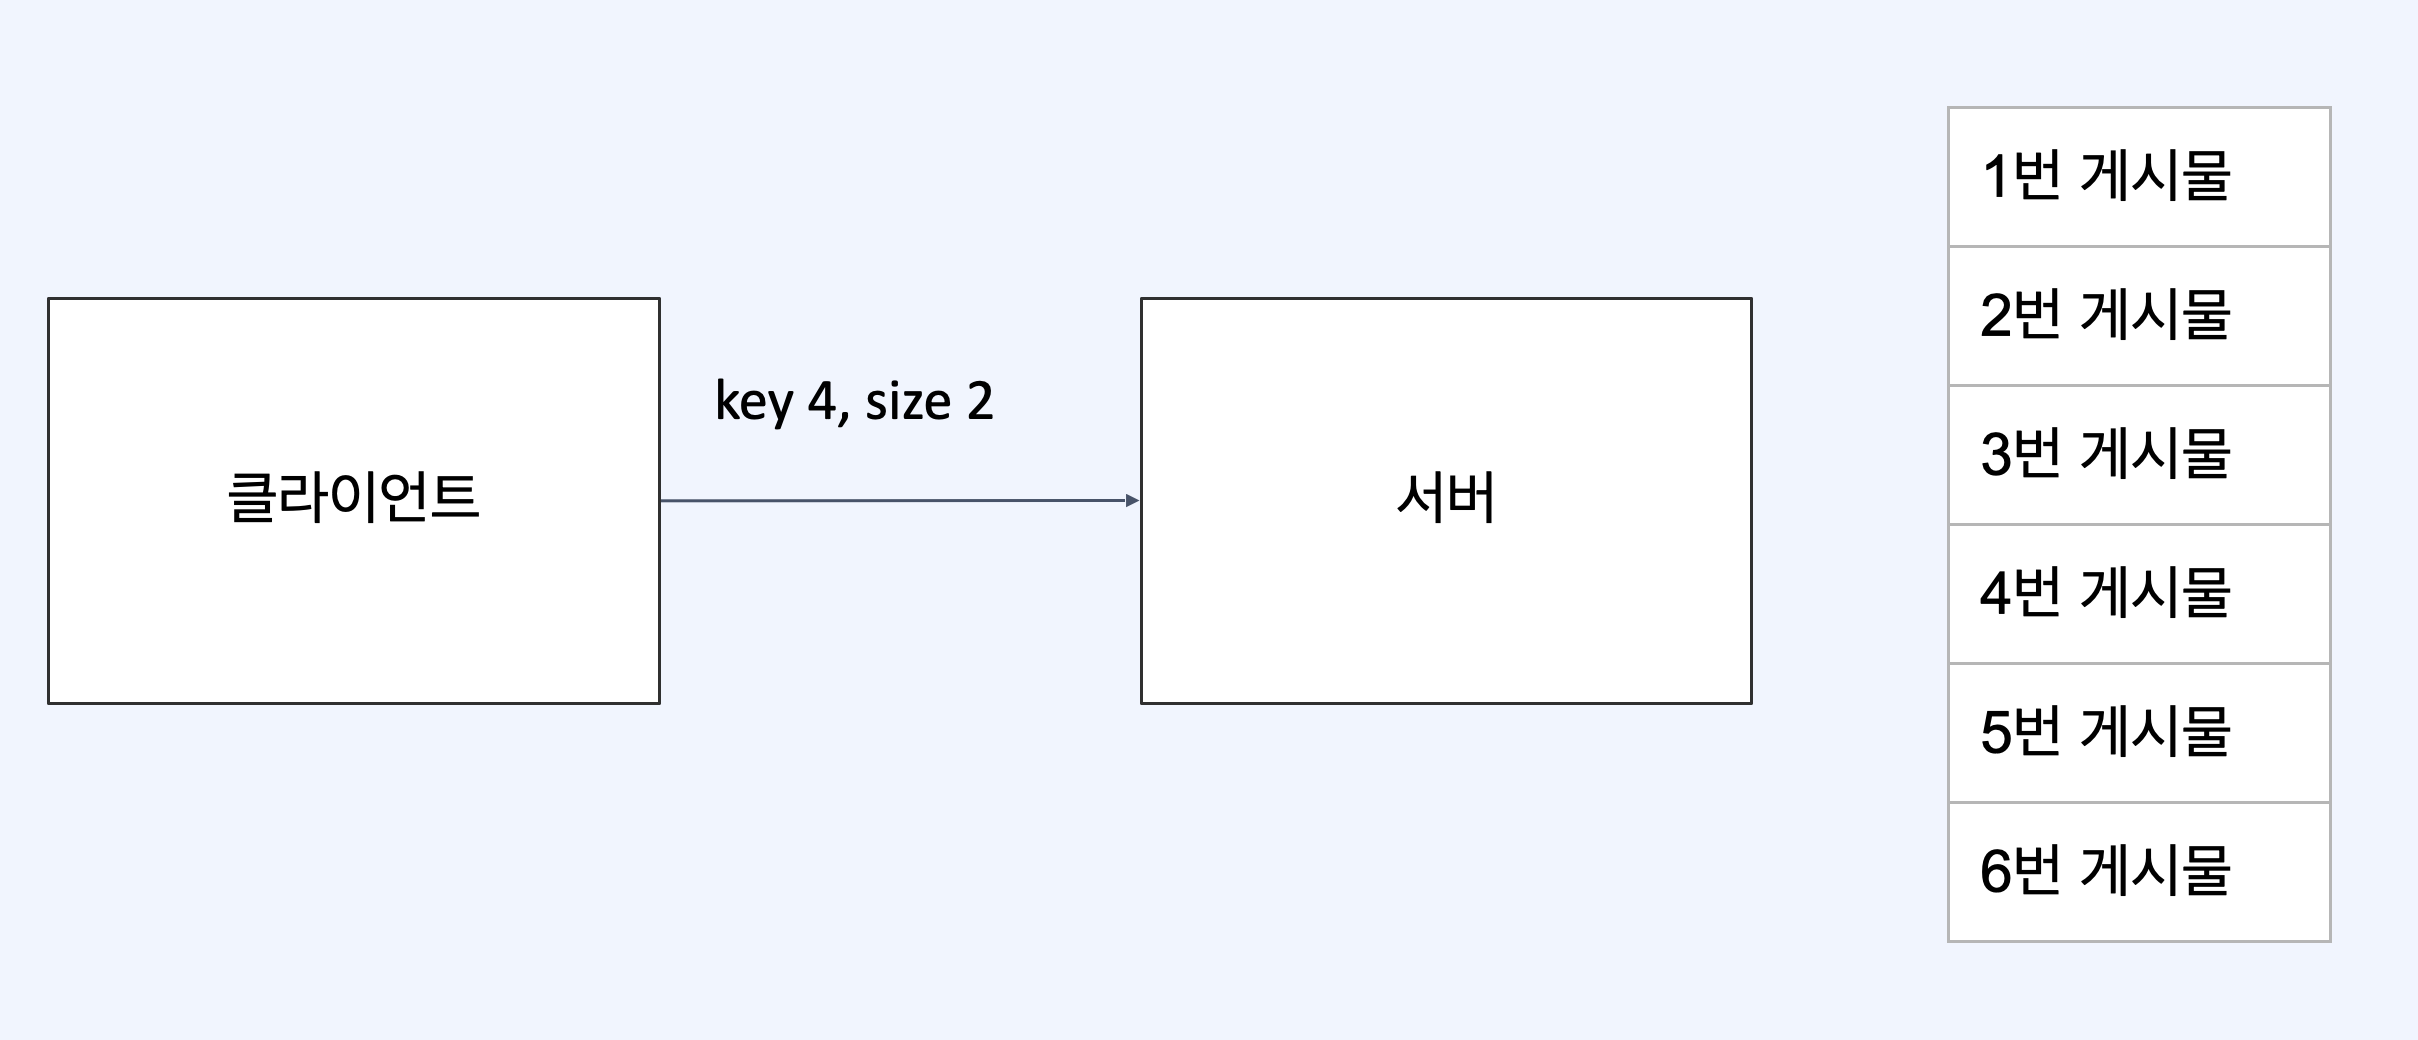 클라이언트
key 4, size 2
서버
1번 게시물
2번 게시물
3번 게시물
4번 게시물
5번 게시물
6번 게시물